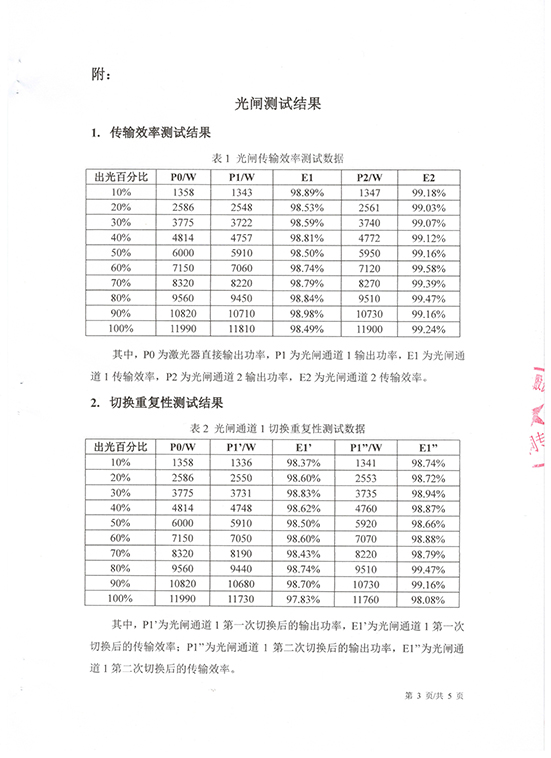 附：
光闸测试结果
1. 传输效率测试结果
表 1 光闸传输效率测试数据
出光百分比 P0/W P1/W E1 P2/W E2
10% 1358 1343 98.89% 1347 99.18%
20% 2586 2548 98.53% 2561 99.03%
30% 3775 3722 98.59% 3740 99.07%
40% 4814 4757 98.81% 4772 99.12%
50% 6000 5910 98.50% 5950 99.16%
60% 7150 7060 98.74% 7120 99.58%
70% 8320 8220 98.79% 8270 99.39%
80% 9560 9450 98.84% 9510 99.47%
90% 10820 10710 98.98% 10730 99.16%
100% 11990 11810 98.49% 11900 99.24%
其中，P0 为激光器直接输出功率，P1 为光闸通道 1 输出功率，E1 为光闸通
道 1 传输效率，P2 为光闸通道 2 输出功率，E2 为光闸通道 2 传输效率。
2. 切换重复性测试结果
表 2 光闸通道 1 切换重复性测试数据
出光百分比 P0/W P1’/W E1’ P1’’/W E1’’
10% 1358 1336 98.37% 1341 98.74%
20% 2586 2550 98.60% 2553 98.72%
30% 3775 3731 98.83% 3735 98.94%
40% 4814 4748 98.62% 4760 98.87%
50% 6000 5910 98.50% 5920 98.66%
60% 7150 7050 98.60% 7070 98.88%
70% 8320 8190 98.43% 8220 98.79%
80% 9560 9440 98.74% 9510 99.47%
90% 10820 10680 98.70% 10730 99.16%
100% 11990 11730 97.83% 11760 98.08%
其中，P1’为光闸通道 1 第一次切换后的输出功率，E1’为光闸通道 1 第一次
切换后的传输效率；P1’’为光闸通道 1 第二次切换后的输出功率，E1’’为光闸通
道 1 第二次切换后的传输效率。
第 3 页/共 5 页